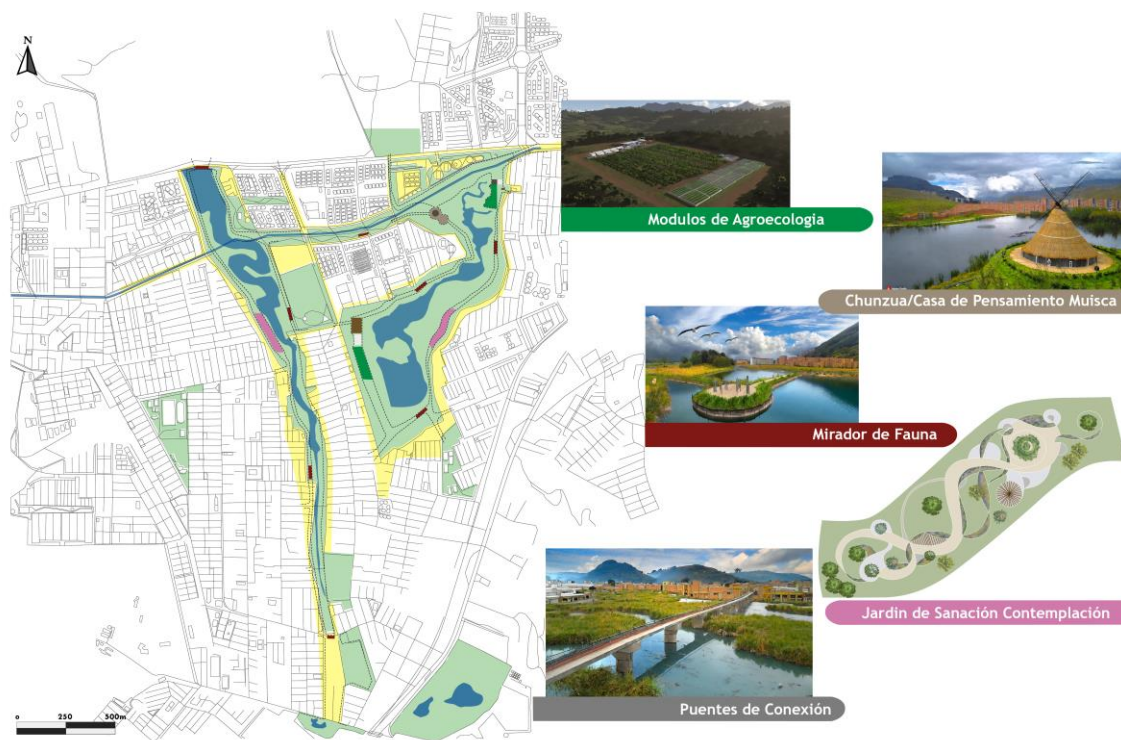 N
Modulos de Agroecologia
Chunzua/Casa de Pensamiento Muisca
Mirador de Fauna
Jardin de Sanación Contemplación
Puentes de Conexión
0 250 500m